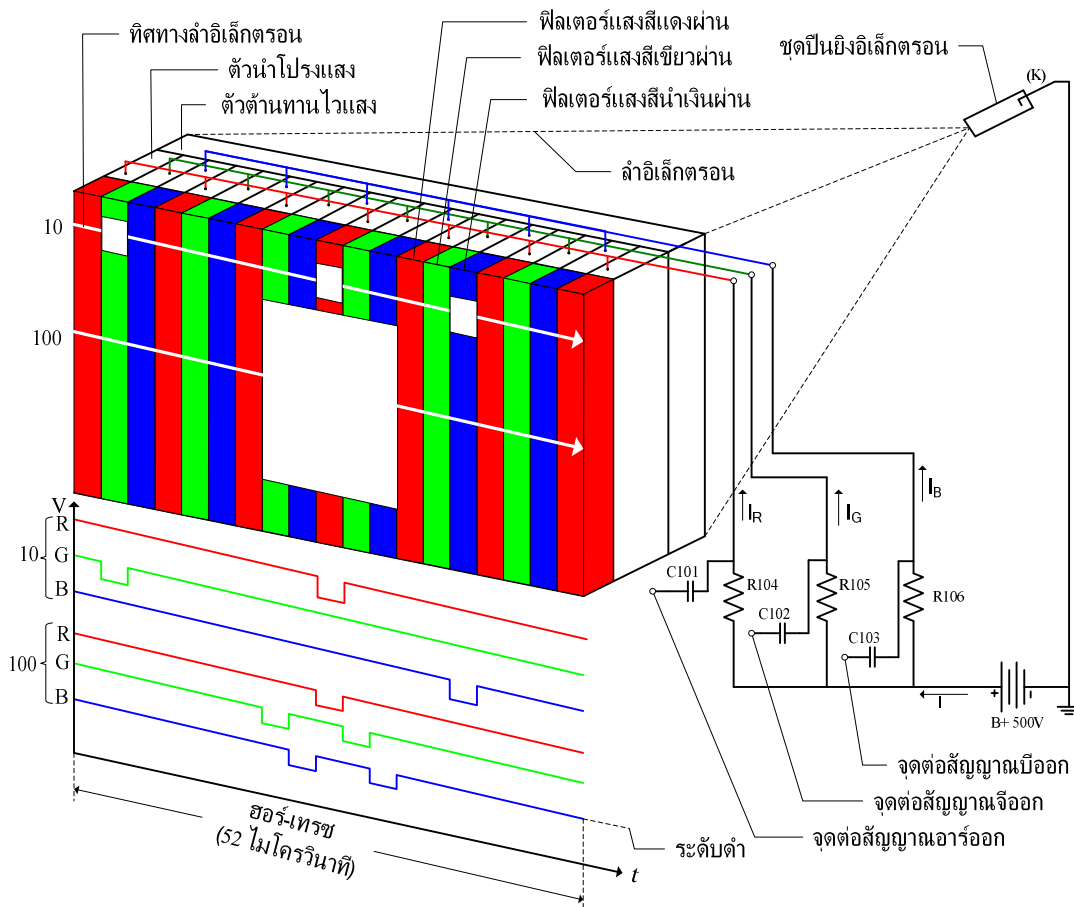 ทิศทางลำอิเล็กตรอน
ตัวนำโปรงแสง
ตัวต้านทานไวแสง
ฟิลเตอร์แสงสีแดงผ่าน
ฟิลเตอร์แสงสีเขียวผ่าน
ฟิลเตอร์แสงสีนำเงินผ่าน
ชุดปืนยิงอิเล็กตรอน
(K)
ลำอิเล็กตรอน
10
100
V
R
10 G
B
R
100 G
B
I_R
I_G
I_B
C101
R104
C102
R105
C103
R106
I
+
-
B+ 500V
จุดต่อสัญญาณบีออก
จุดต่อสัญญาณจีออก
จุดต่อสัญญาณอาร์ออก
ระดับดำ
ฮอร์-เทรซ
(52 ไมโครวินาที)
t